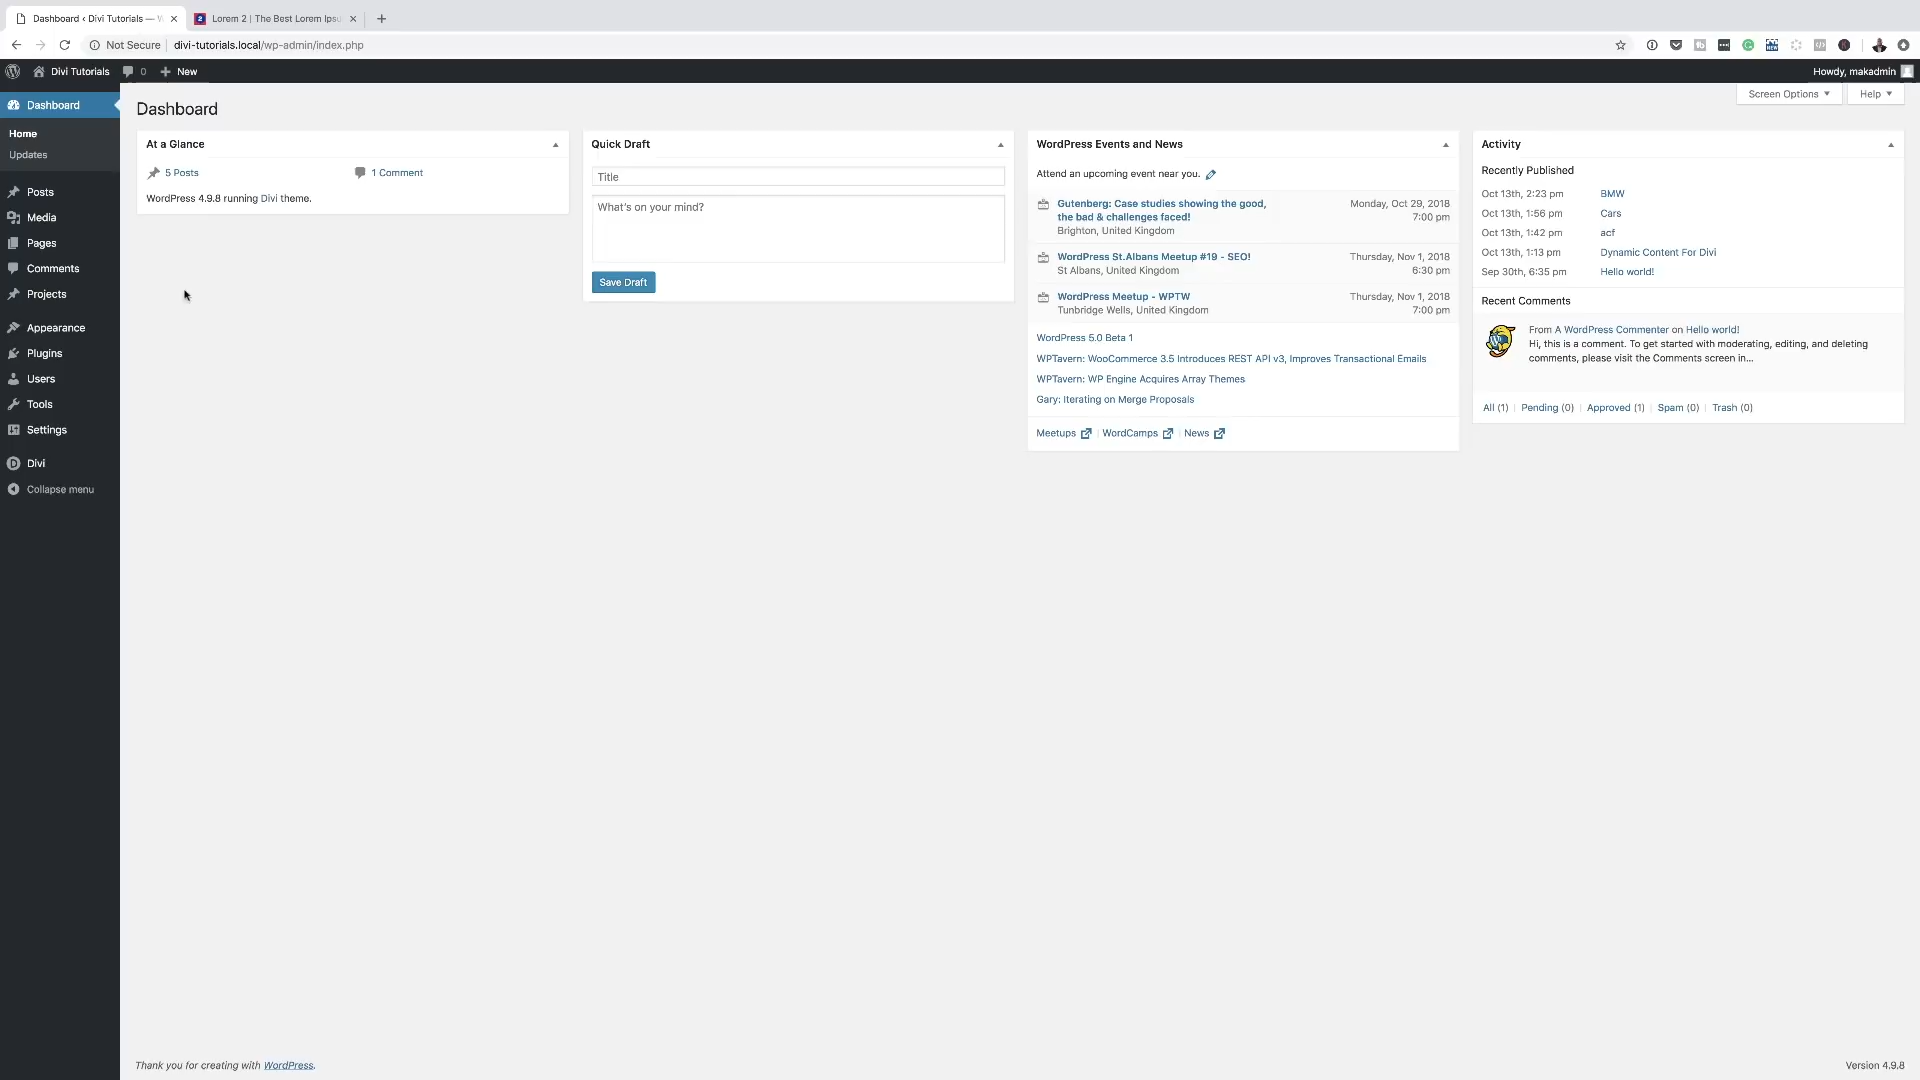 Dashboard ‹ Divi Tutorials — W
Lorem 2 | The Best Lorem Ipsu
Not Secure
divi-tutorials.local/wp-admin/index.php
Divi Tutorials
0
New
Howdy, makadmin
Dashboard
Home
Updates
Posts
Media
Pages
Comments
Projects
Appearance
Plugins
Users
Tools
Settings
Divi
Collapse menu
Dashboard
Screen Options
Help
At a Glance
5 Posts
1 Comment
WordPress 4.9.8 running Divi theme.
Quick Draft
Title
What's on your mind?
Save Draft
WordPress Events and News
Attend an upcoming event near you.
Gutenberg: Case studies showing the good,
the bad & challenges faced!
Brighton, United Kingdom
Monday, Oct 29, 2018
7:00 pm
WordPress St.Albans Meetup #19 - SEO!
St Albans, United Kingdom
Thursday, Nov 1, 2018
6:30 pm
WordPress Meetup - WPTW
Tunbridge Wells, United Kingdom
Thursday, Nov 1, 2018
7:00 pm
WordPress 5.0 Beta 1
WPTavern: WooCommerce 3.5 Introduces REST API v3, Improves Transactional Emails
WPTavern: WP Engine Acquires Array Themes
Gary: Iterating on Merge Proposals
Meetups | WordCamps | News
Activity
Recently Published
Oct 13th, 2:23 pm BMW
Oct 13th, 1:56 pm Cars
Oct 13th, 1:42 pm acf
Oct 13th, 1:13 pm Dynamic Content For Divi
Sep 30th, 6:35 pm Hello world!
Recent Comments
From A WordPress Commenter on Hello world!
Hi, this is a comment. To get started with moderating, editing, and deleting
comments, please visit the Comments screen in…
All (1) | Pending (0) | Approved (1) | Spam (0) | Trash (0)
Thank you for creating with WordPress.
Version 4.9.8